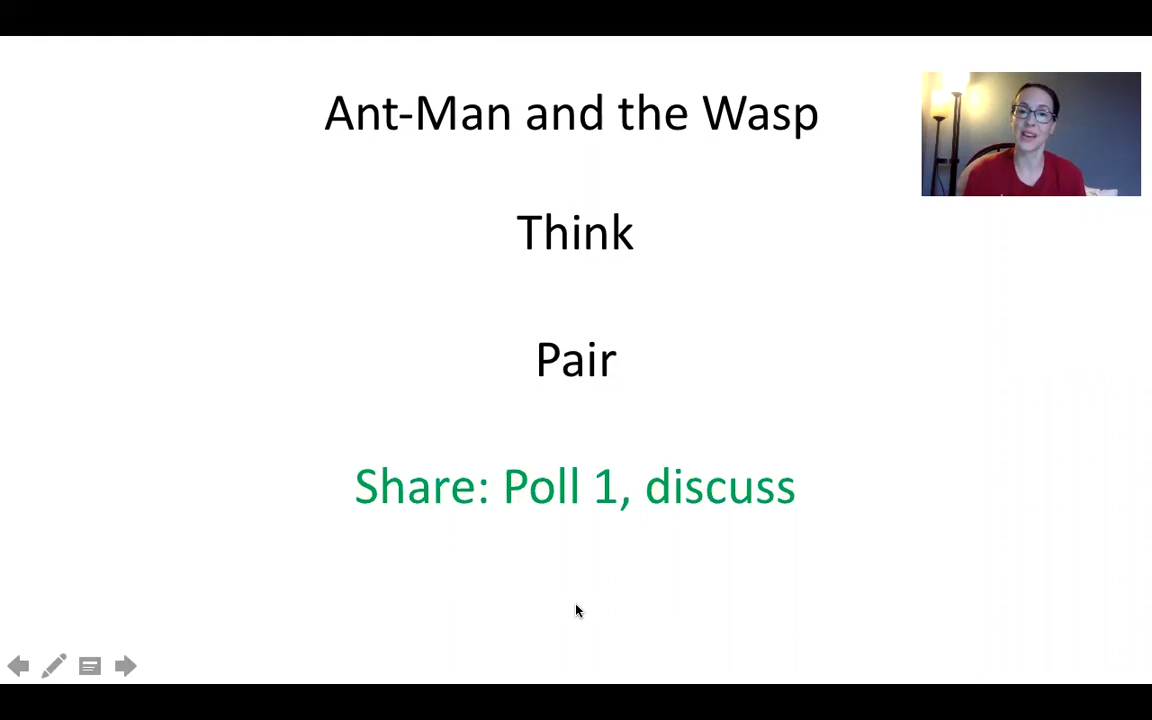 Ant-Man and the Wasp
Think
Pair
Share: Poll 1, discuss